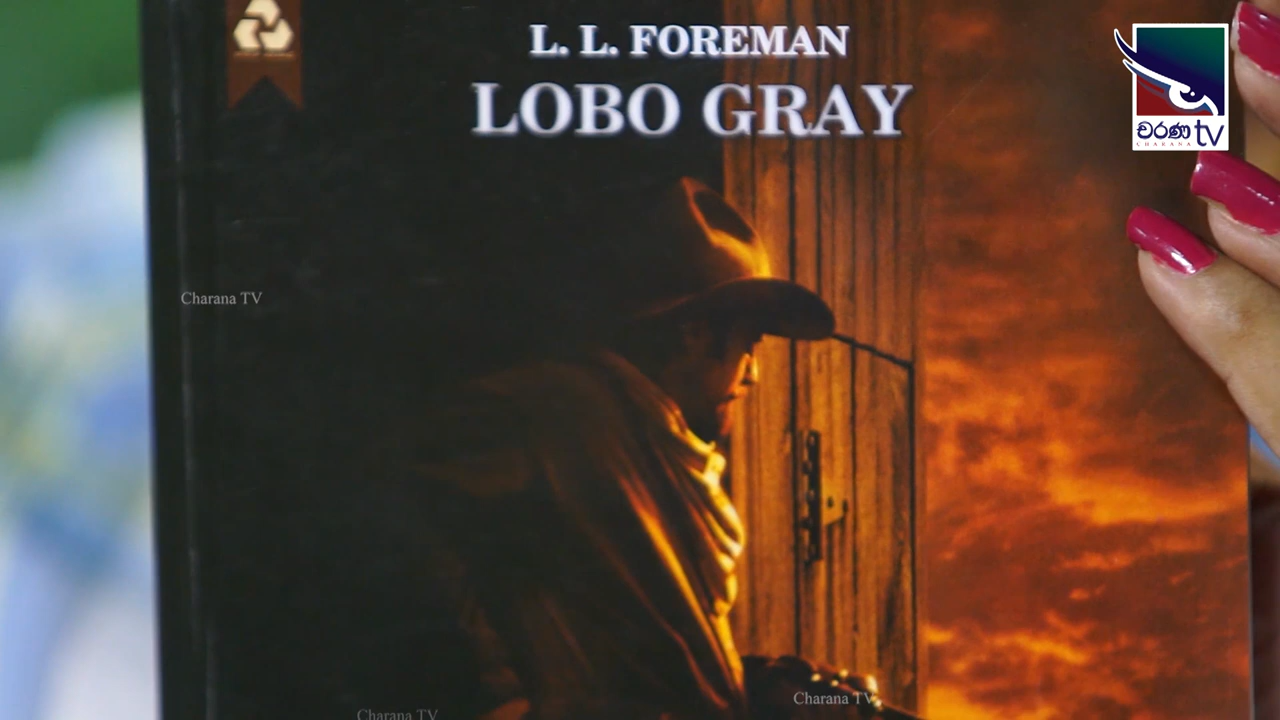 L. L. FOREMAN
LOBO GRAY
චරණ tv
CHARANA
Charana TV
Charana TV
Charana TV